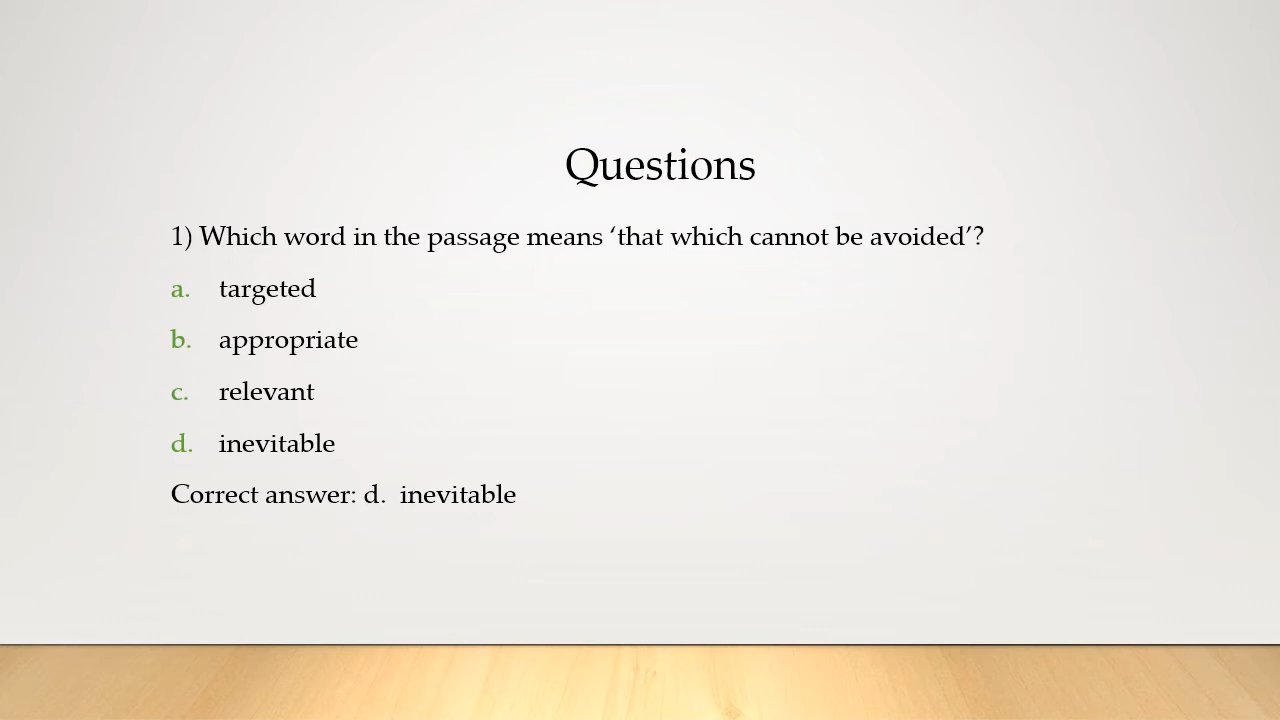 Questions
1) Which word in the passage means ‘that which cannot be avoided’?
a. targeted
b. appropriate
c. relevant
d. inevitable
Correct answer: d. inevitable